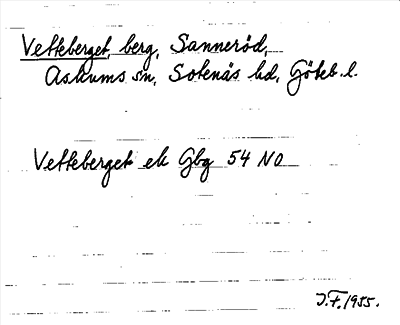 Vetteberget, berg, Sanneröd,
Askums sn, Sotenäs hd, Göteb. l.
Vetteberget ek Gbg 54 NO
J.F. 1955.